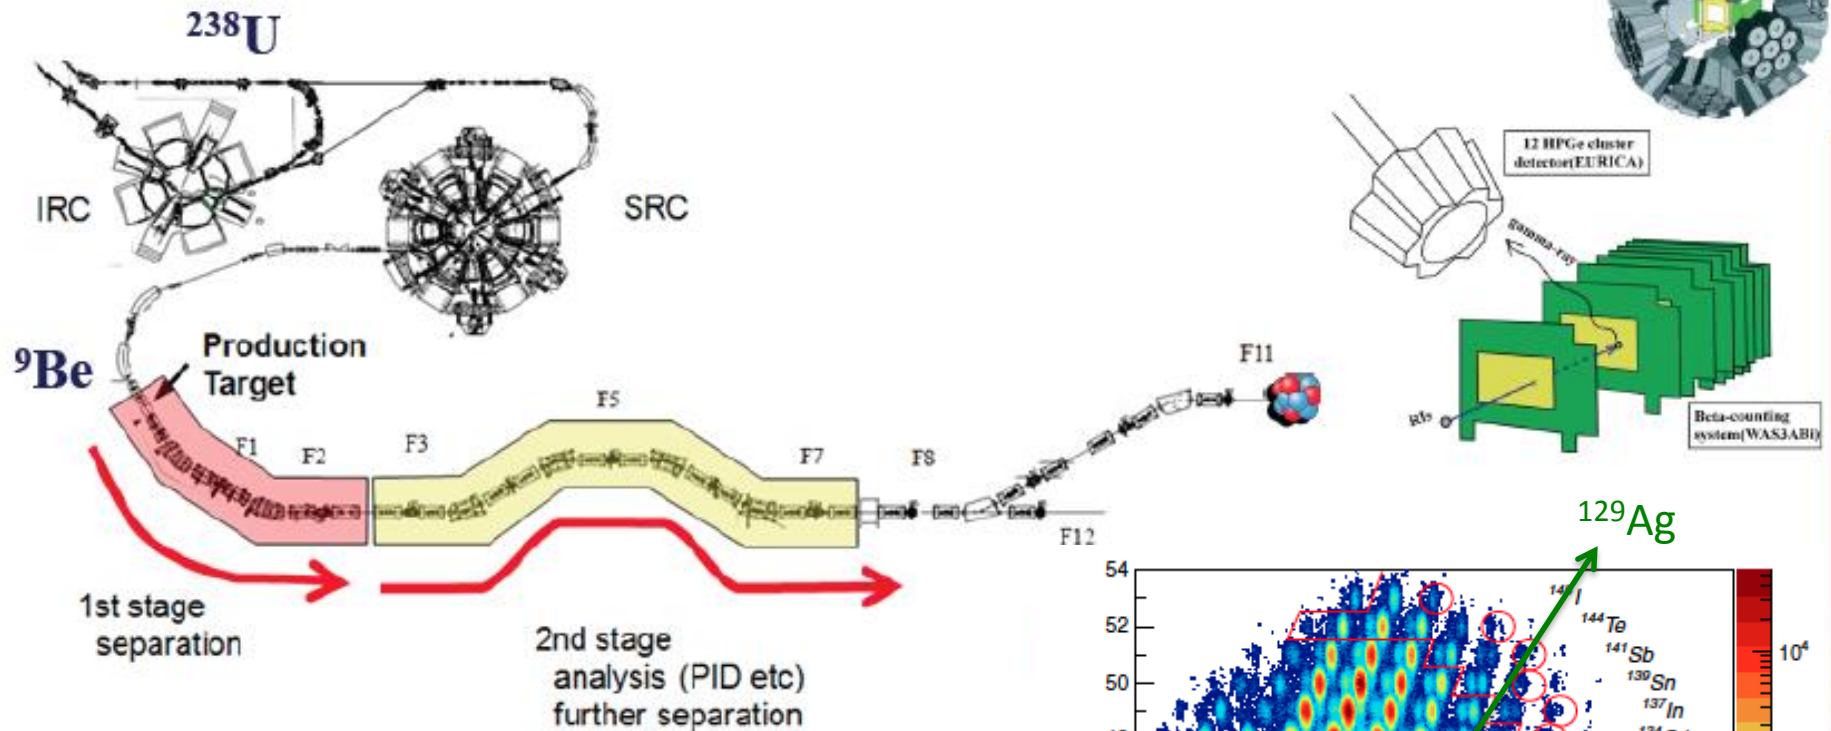 ²³⁸U
IRC
SRC
12 HPGe cluster
detector(EURICA)
gamma-ray
RIs
Beta-counting
system(WAS3ABi)
⁹Be
Production
Target
F1
F2
F3
F5
F7
F8
F11
F12
1st stage
separation
2nd stage
analysis (PID etc)
further separation
¹²⁹Ag
54
52
50
¹⁴⁴Te
¹⁴¹Sb
¹³⁹Sn
¹³⁷In
10⁴